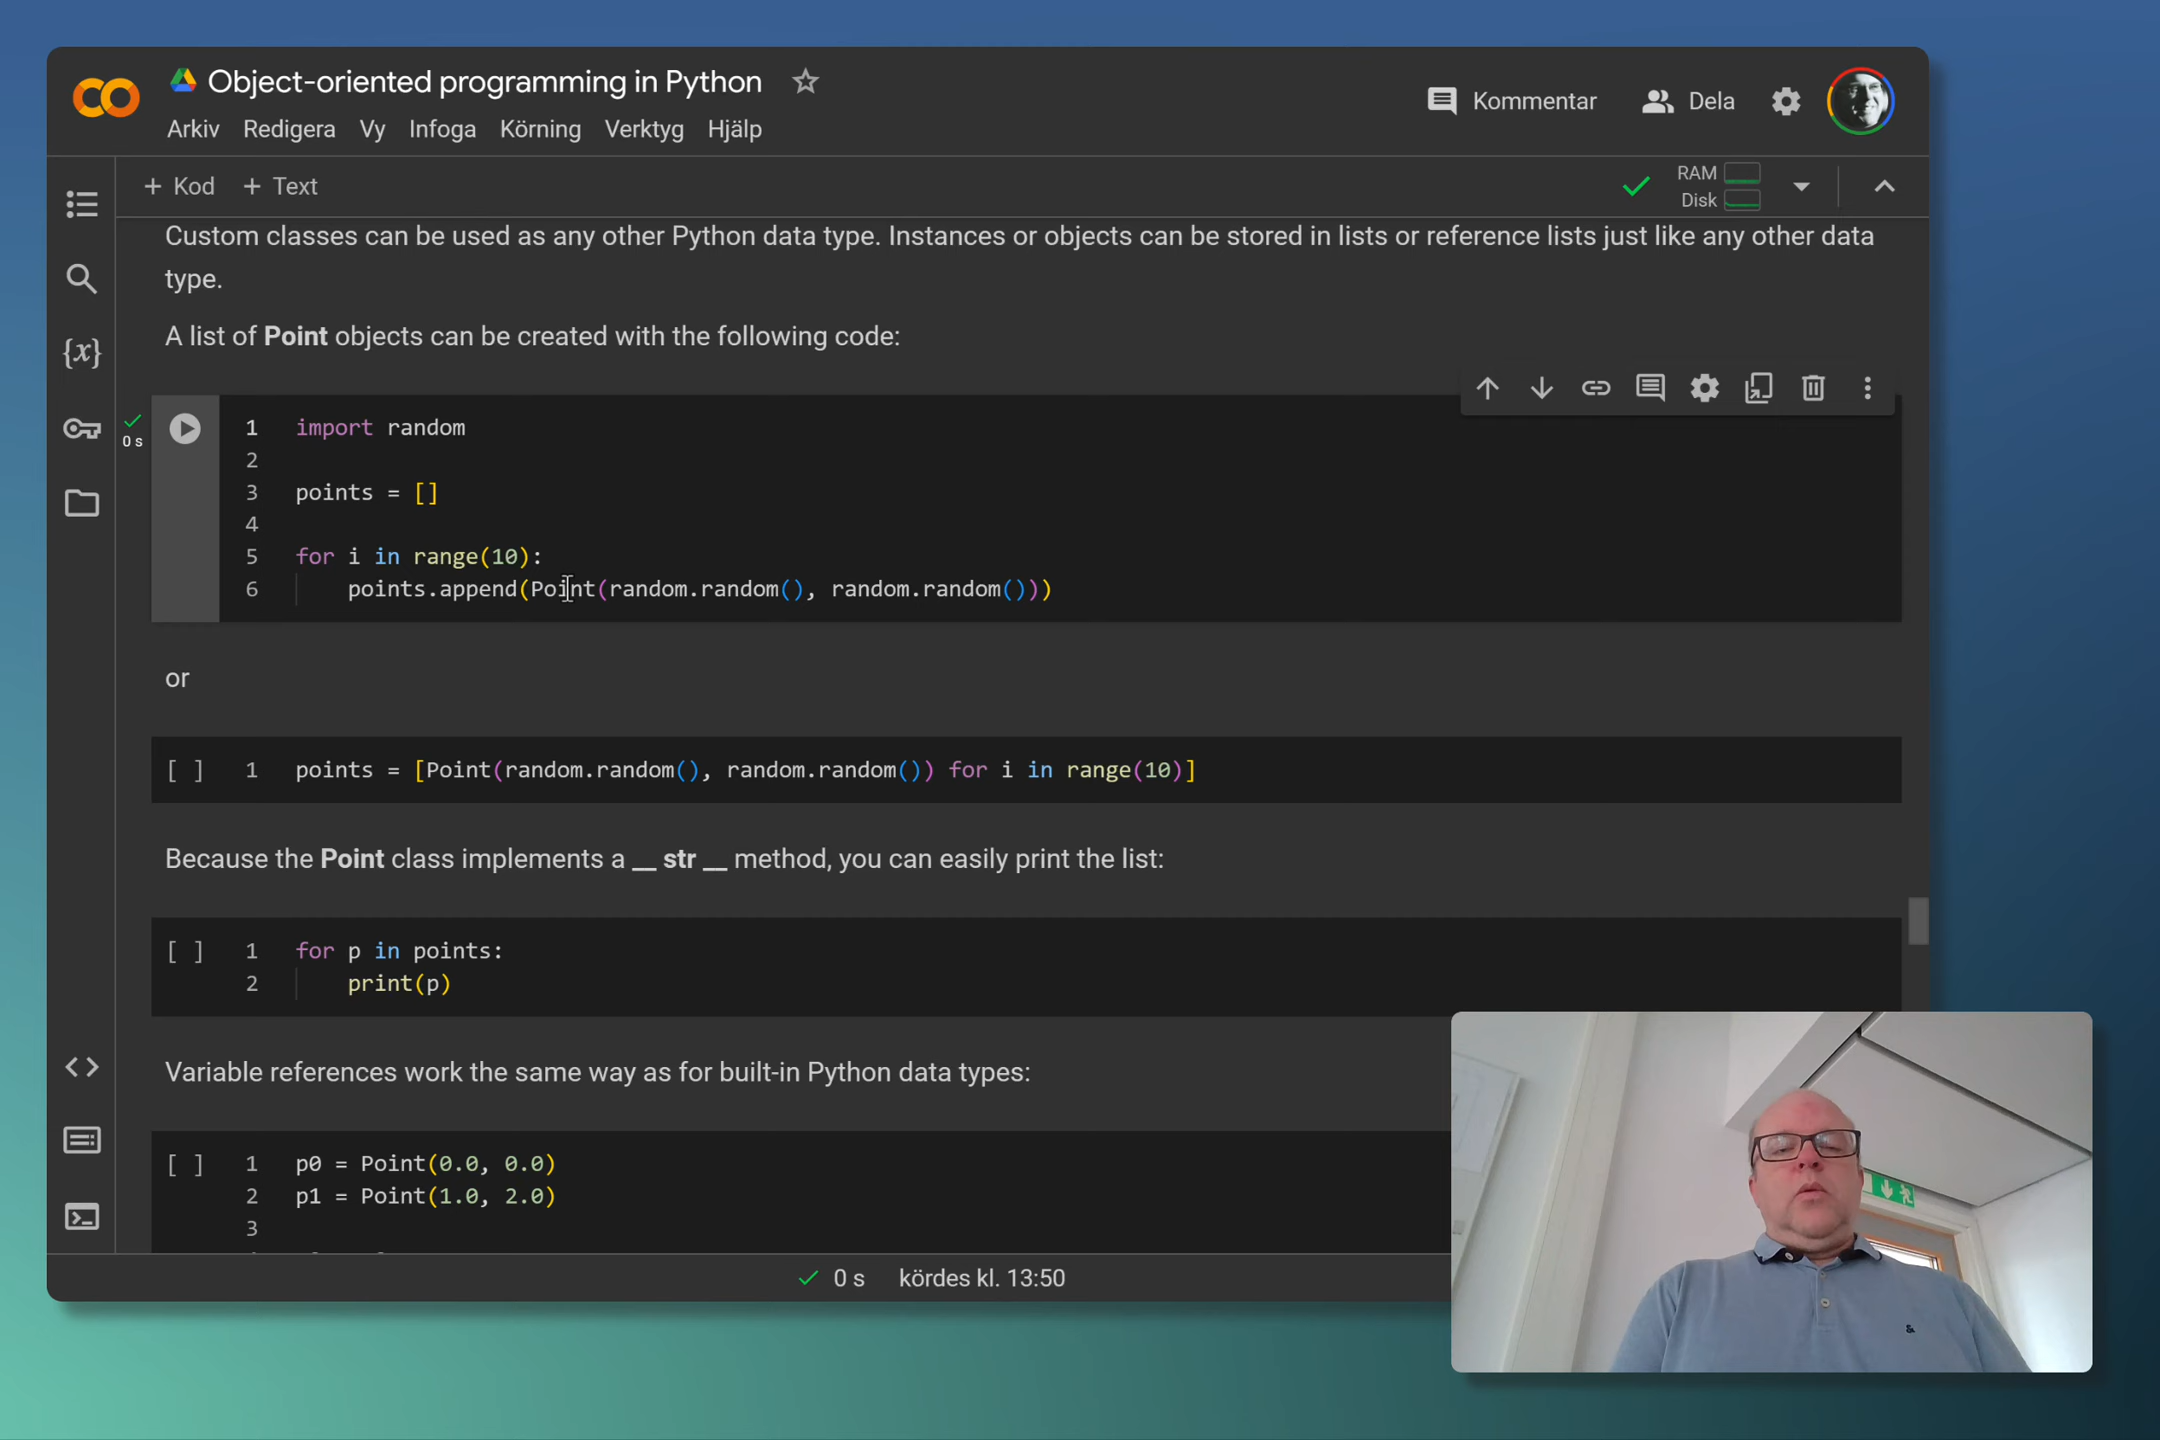 Object-oriented programming in Python
Arkiv Redigera Vy Infoga Körning Verktyg Hjälp
Kommentar Dela
+ Kod + Text
RAM
Disk
Custom classes can be used as any other Python data type. Instances or objects can be stored in lists or reference lists just like any other data
type.
A list of Point objects can be created with the following code:
0 s
1 import random
2
3 points = []
4
5 for i in range(10):
6 points.append(Point(random.random(), random.random()))
or
[ ] 1 points = [Point(random.random(), random.random()) for i in range(10)]
Because the Point class implements a __ str __ method, you can easily print the list:
[ ] 1 for p in points:
2 print(p)
Variable references work the same way as for built-in Python data types:
[ ] 1 p0 = Point(0.0, 0.0)
2 p1 = Point(1.0, 2.0)
3
0 s kördes kl. 13:50